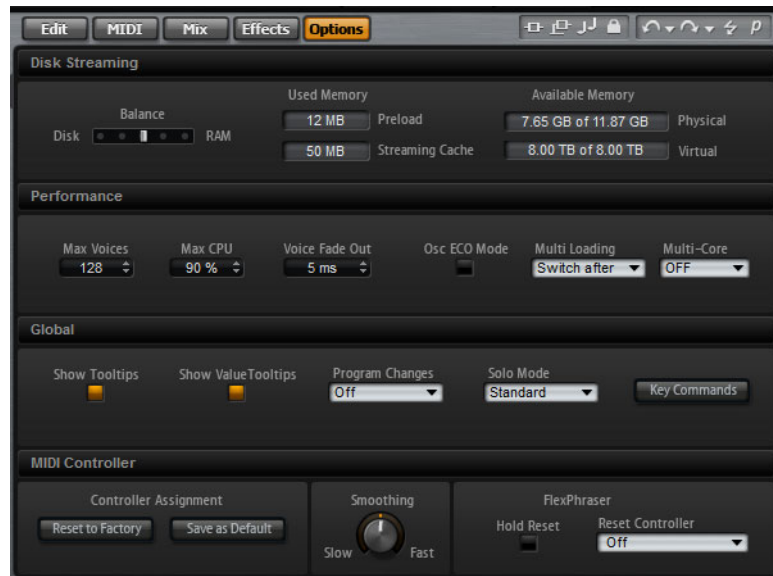 Edit MIDI Mix Effects Options p
Disk Streaming
Used Memory Available Memory
Balance
12 MB Preload 7.65 GB of 11.87 GB Physical
Disk RAM
50 MB Streaming Cache 8.00 TB of 8.00 TB Virtual
Performance
Max Voices Max CPU Voice Fade Out Osc ECO Mode Multi Loading Multi-Core
128 90 % 5 ms Switch after OFF
Global
Show Tooltips Show ValueTooltips Program Changes Solo Mode
Off Standard Key Commands
MIDI Controller
Controller Assignment Smoothing FlexPhraser
Reset to Factory Save as Default Hold Reset Reset Controller
Slow Fast Off